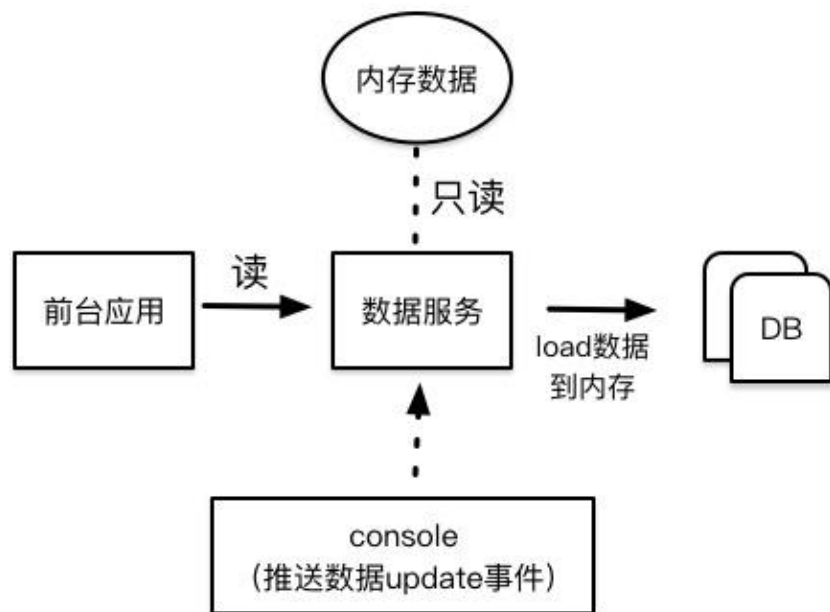 内存数据
只读
读
前台应用
数据服务
DB
load数据
到内存
console
（推送数据update事件）